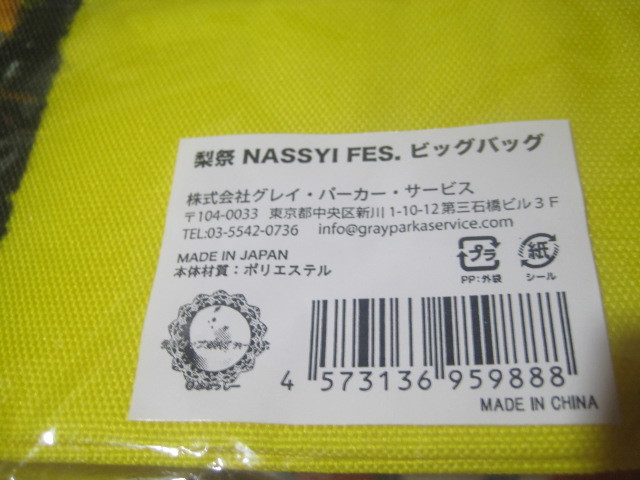 梨祭 NASSYI FES. ビッグバッグ
株式会社グレイ・パーカー・サービス
〒104-0033 東京都中央区新川1-10-12第三石橋ビル3F
TEL:03-5542-0736 info@grayparkaservice.com
MADE IN JAPAN
本体材質：ポリエステル
プラ
PP:外袋
紙
シール
4 573136 959888
MADE IN CHINA